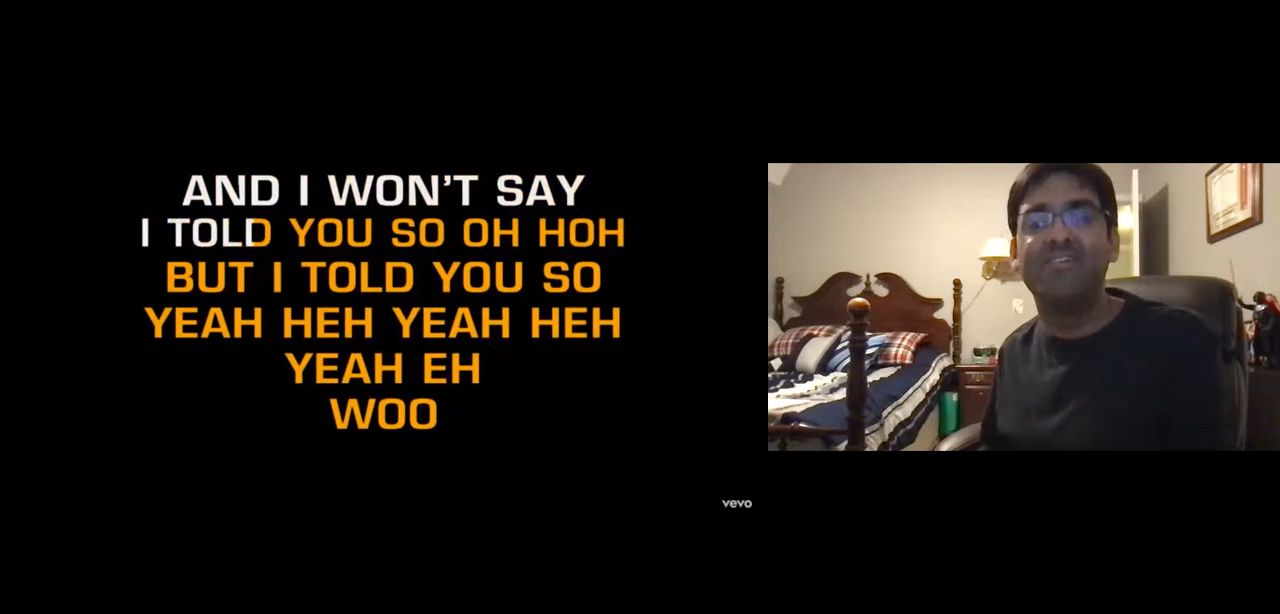 AND I WON'T SAY
I TOLD YOU SO OH HOH
BUT I TOLD YOU SO
YEAH HEH YEAH HEH
YEAH EH
WOO
vevo